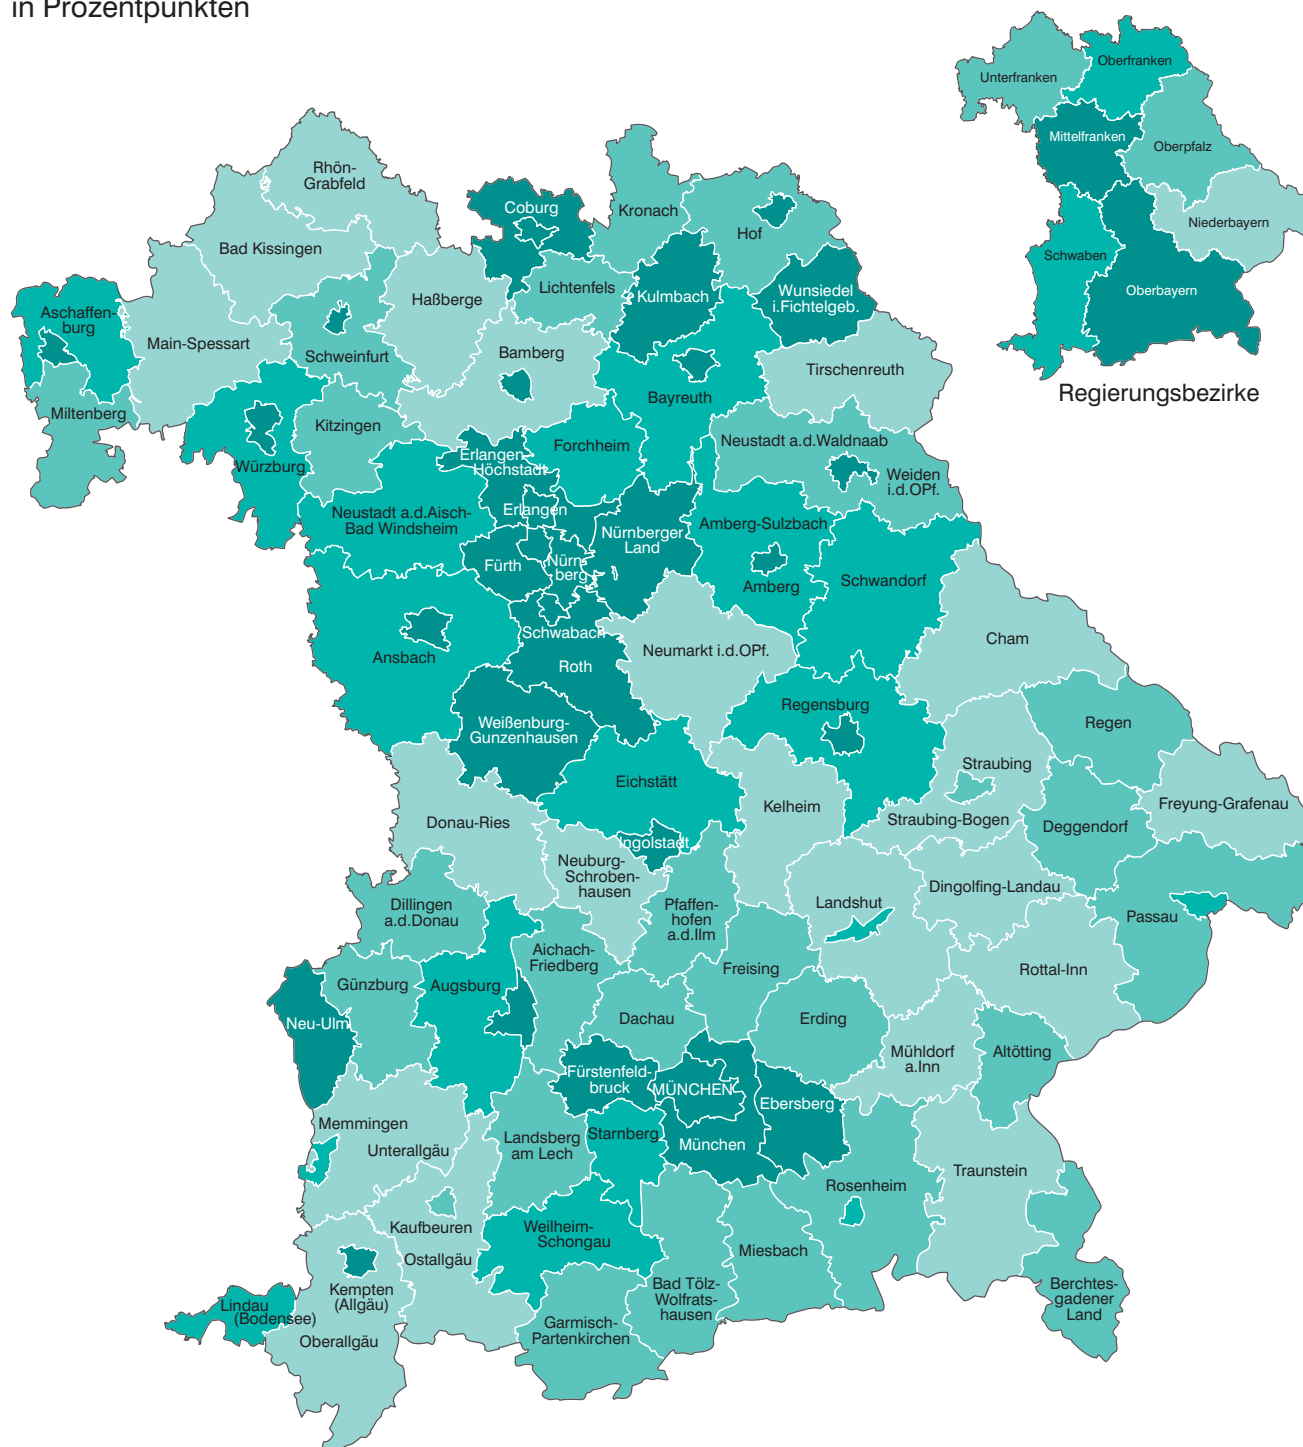 in Prozentpunkten
Unterfranken
Oberfranken
Mittelfranken
Oberpfalz
Niederbayern
Schwaben
Oberbayern
Regierungsbezirke
Rhön-
Grabfeld
Bad Kissingen
Coburg
Kronach
Hof
Lichtenfels
Kulmbach
Wunsiedel
i.Fichtelgeb.
Haßberge
Aschaffen-
burg
Main-Spessart
Schweinfurt
Bamberg
Tirschenreuth
Bayreuth
Miltenberg
Kitzingen
Forchheim
Neustadt a.d.Waldnaab
Weiden
i.d.OPf.
Würzburg
Erlangen-
Höchstadt
Erlangen
Neustadt a.d.Aisch-
Bad Windsheim
Nürnberger
Land
Amberg-Sulzbach
Amberg
Schwandorf
Fürth
Nürn-
berg
Cham
Ansbach
Schwabach
Roth
Neumarkt i.d.OPf.
Regensburg
Regen
Weißenburg-
Gunzenhausen
Straubing
Eichstätt
Kelheim
Straubing-Bogen
Freyung-Grafenau
Deggendorf
Donau-Ries
Ingolstadt
Neuburg-
Schroben-
hausen
Dingolfing-Landau
Landshut
Pfaffen-
hofen
a.d.Ilm
Passau
Dillingen
a.d.Donau
Aichach-
Friedberg
Freising
Rottal-Inn
Günzburg
Augsburg
Neu-Ulm
Dachau
Erding
Mühldorf
a.Inn
Altötting
Fürstenfeld-
bruck
MÜNCHEN
Ebersberg
Memmingen
Unterallgäu
Landsberg
am Lech
Starnberg
München
Traunstein
Rosenheim
Kaufbeuren
Ostallgäu
Weilheim-
Schongau
Miesbach
Bad Tölz-
Wolfrats-
hausen
Berchtes-
gadener
Land
Kempten
(Allgäu)
Lindau
(Bodensee)
Oberallgäu
Garmisch-
Partenkirchen